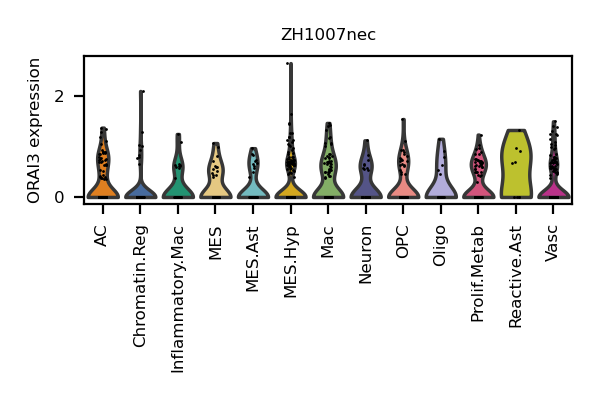 ZH1007nec
ORAI3 expression
2
0
AC
Chromatin.Reg
Inflammatory.Mac
MES
MES.Ast
MES.Hyp
Mac
Neuron
OPC
Oligo
Prolif.Metab
Reactive.Ast
Vasc